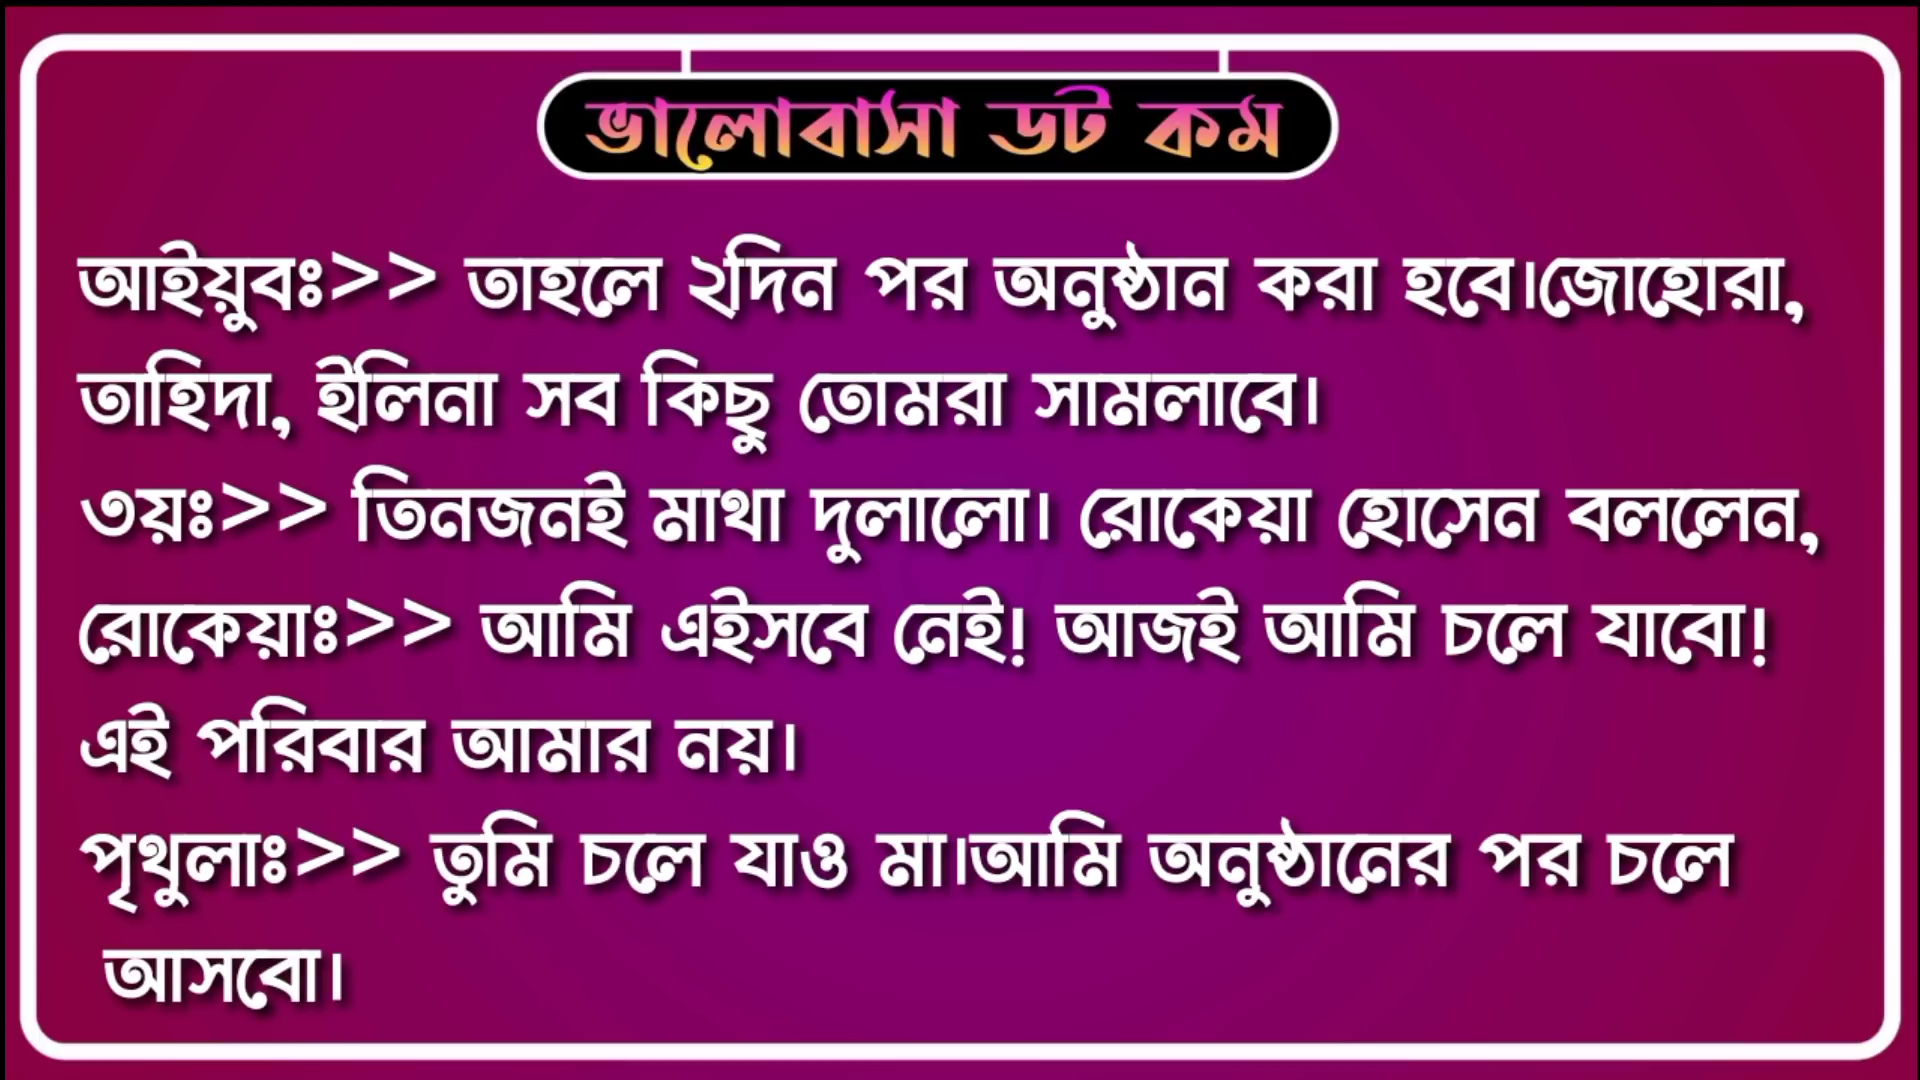 ভালোবাসা ডট কম
আইয়ুবঃ>> তাহলে ২দিন পর অনুষ্ঠান করা হবে।জোহোরা,
তাহিদা, ইলিনা সব কিছু তোমরা সামলাবে।
৩য়ঃ>> তিনজনই মাথা দুলালো। রোকেয়া হোসেন বললেন,
রোকেয়াঃ>> আমি এইসবে নেই! আজই আমি চলে যাবো!
এই পরিবার আমার নয়।
পৃথুলাঃ>> তুমি চলে যাও মা।আমি অনুষ্ঠানের পর চলে
আসবো।